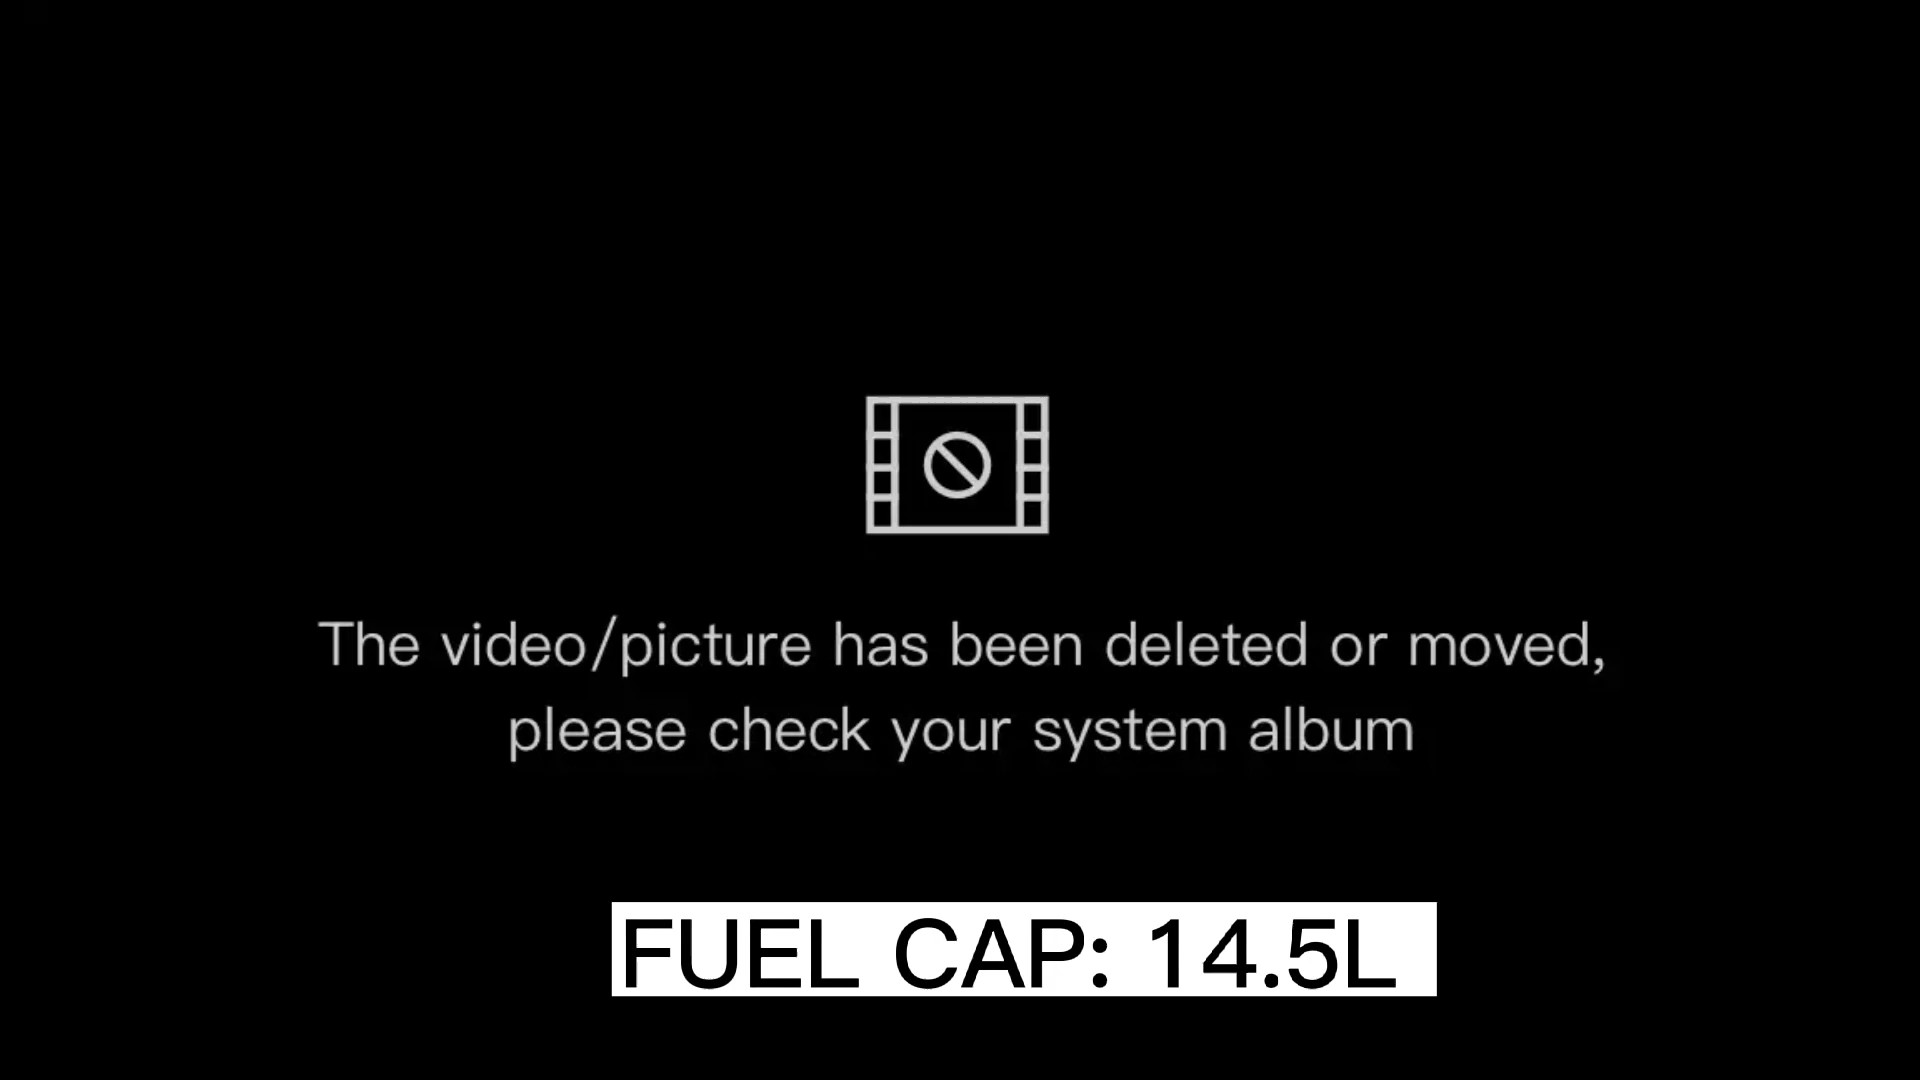 The video/picture has been deleted or moved,
please check your system album
FUEL CAP: 14.5L